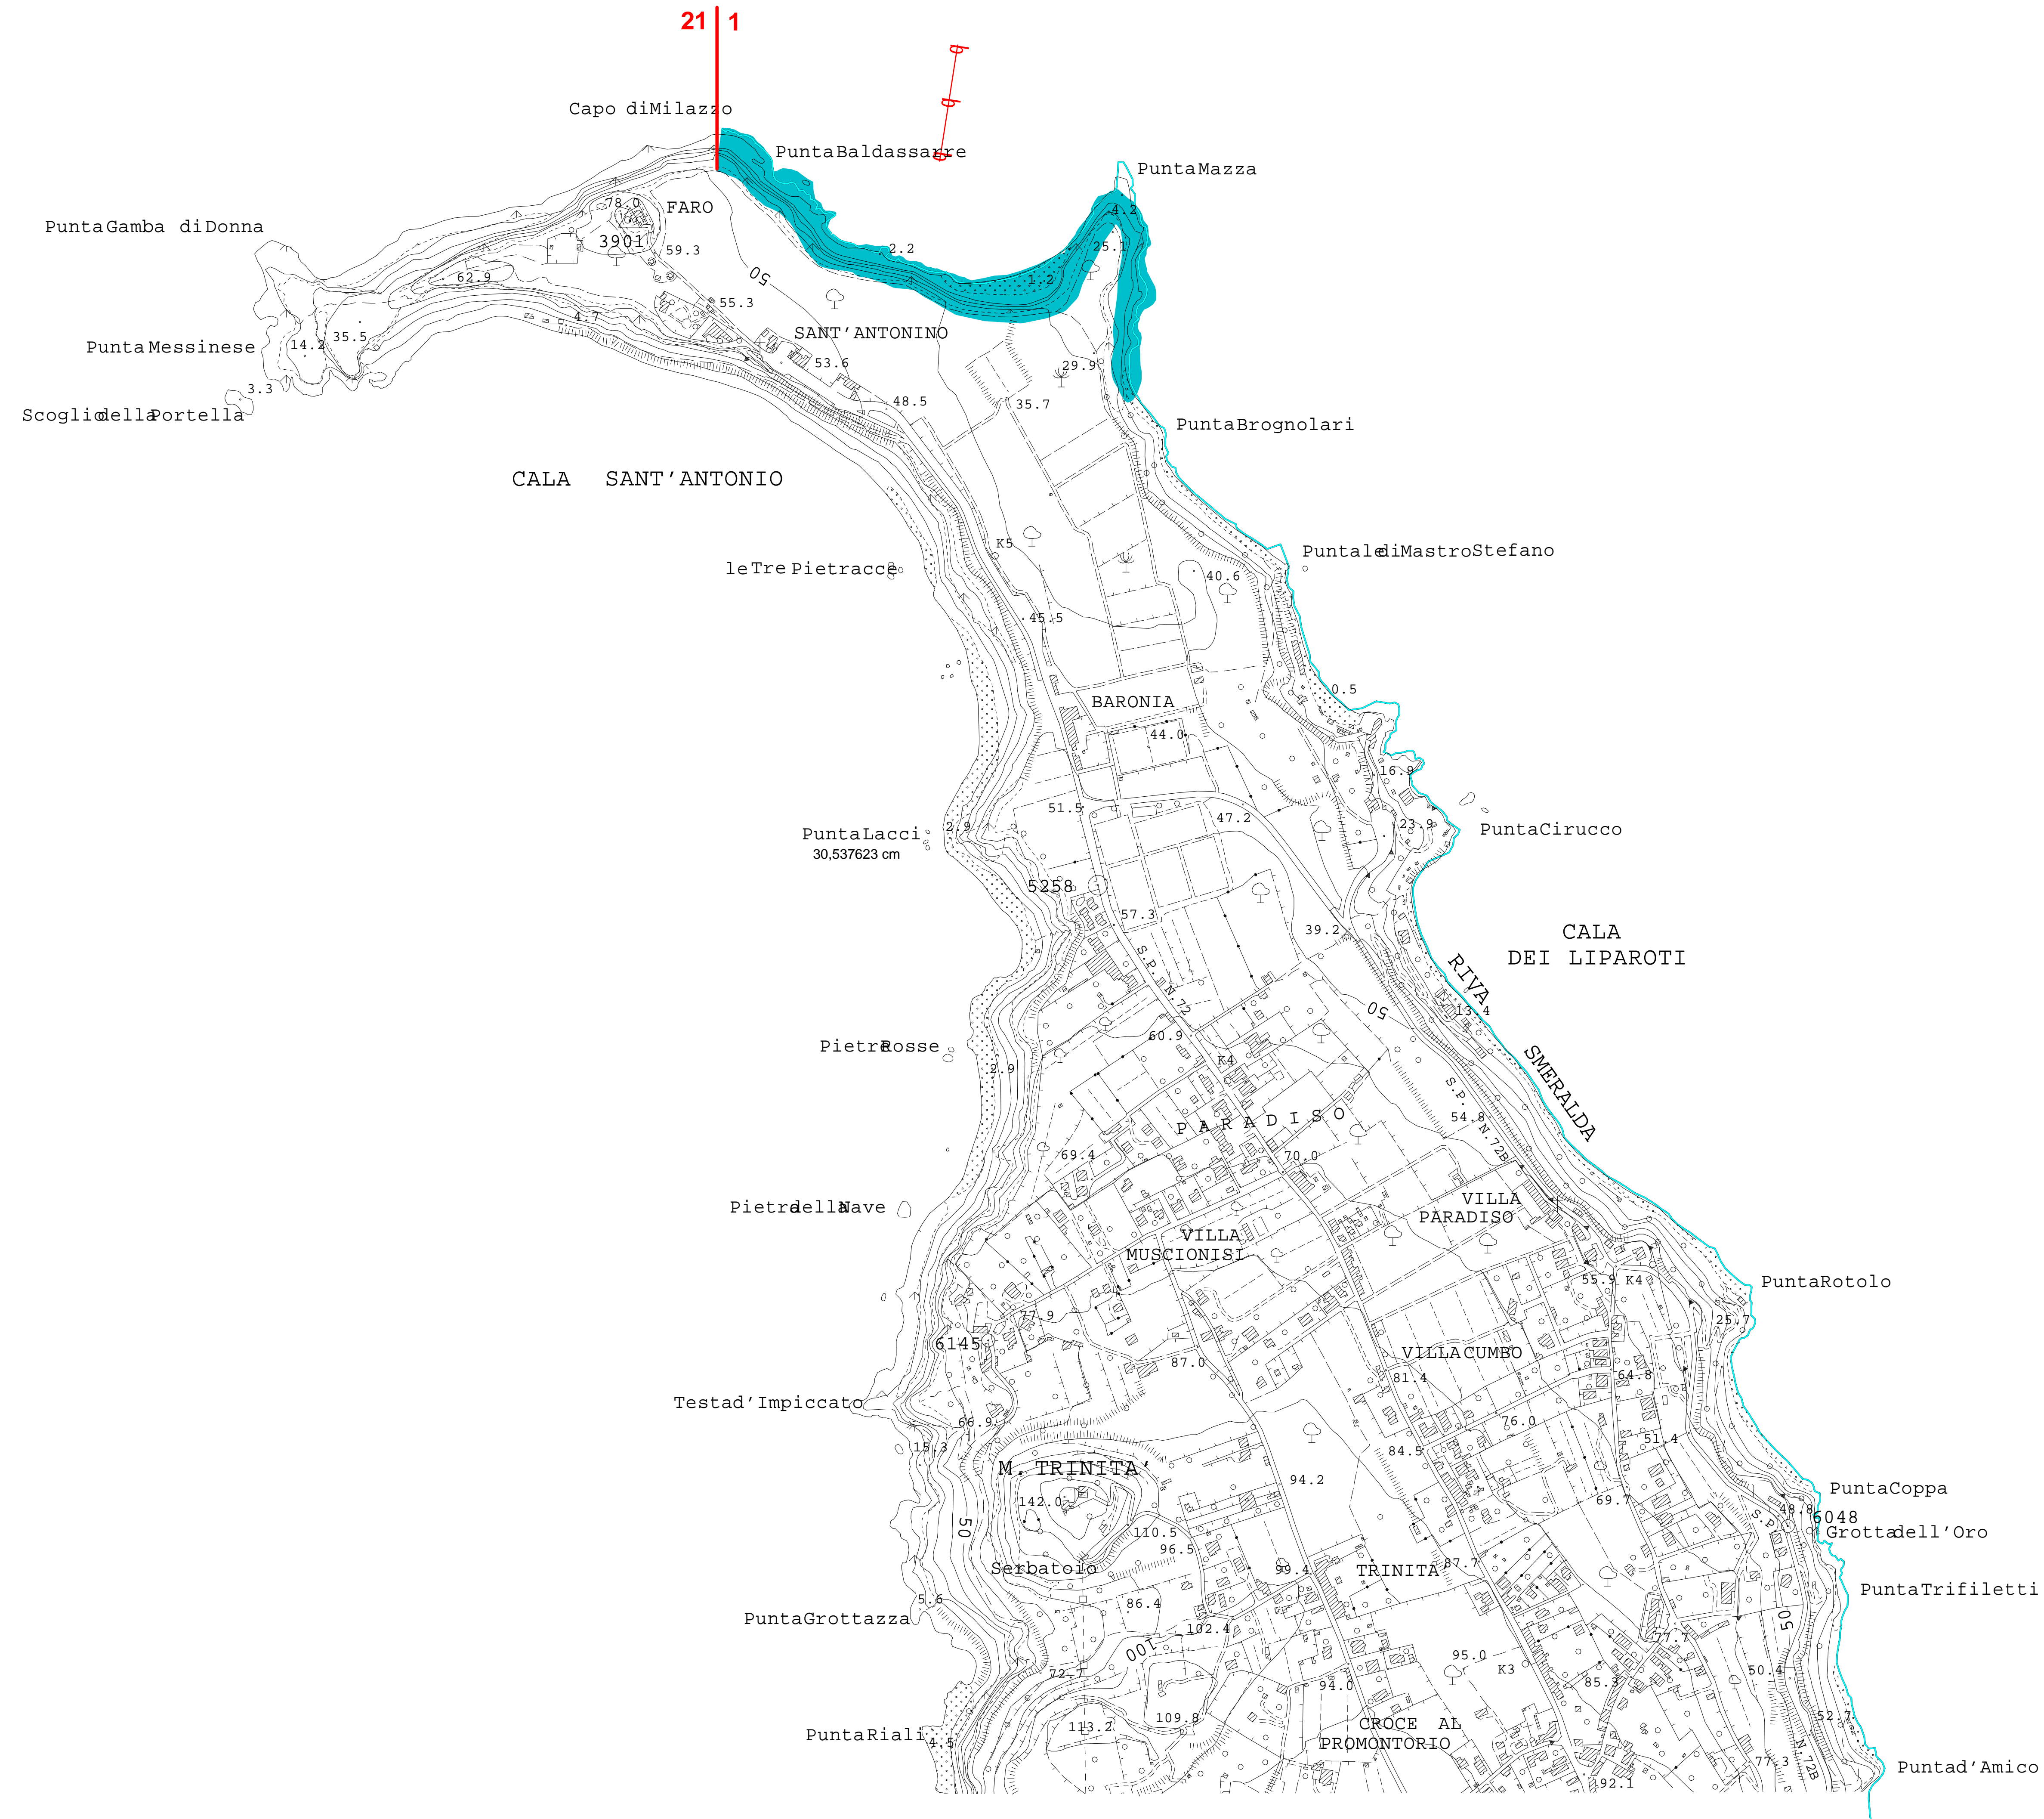 21 1
b
b
b
Capo diMilazzo
PuntaBaldassarre
PuntaMazza
78.0
FARO
4.2
PuntaGamba diDonna
3901
59.3
2.2
25.1
62.9
1.2
50
55.3
4.7
SANT'ANTONINO
PuntaMessinese
14.2
35.5
53.6
29.9
3.3
48.5
35.7
ScogliodellaPortella
PuntaBrognolari
CALA SANT'ANTONIO
K5
PuntalediMastroStefano
leTrePietracce
40.6
45.5
0.5
BARONIA
44.0
16.9
51.5
47.2
23.9
PuntaLacci
2.9
PuntaCirucco
30,537623 cm
5258
57.3
39.2
CALA
DEI LIPAROTI
S.P. N.72
RIVA SMERALDA
50
13.4
60.9
PietreRosse
K4
2.9
S.P. N.72B
54.8
PARADISO
69.4
70.0
PietradellaNave
VILLA
PARADISO
VILLA
MUSCIONISI
55.9
K4
PuntaRotolo
77.9
25.7
6145
87.0
VILLACUMBO
81.4
64.8
Testad'Impiccato
66.9
76.0
15.3
84.5
51.4
M. TRINITA'
94.2
PuntaCoppa
142.0
69.7
48.8
6048
50
S.P.
110.5
Grottadell'Oro
96.5
Serbatoio
99.4
TRINITA'
87.7
PuntaTrifiletti
5.6
86.4
PuntaGrottazza
102.4
50
100
77.7
72.7
95.0
K3
50.4
94.0
85.3
109.8
113.2
52.7
CROCE AL
PROMONTORIO
PuntaRiali
4.5
77.3
N.72B
Puntad'Amico
92.1